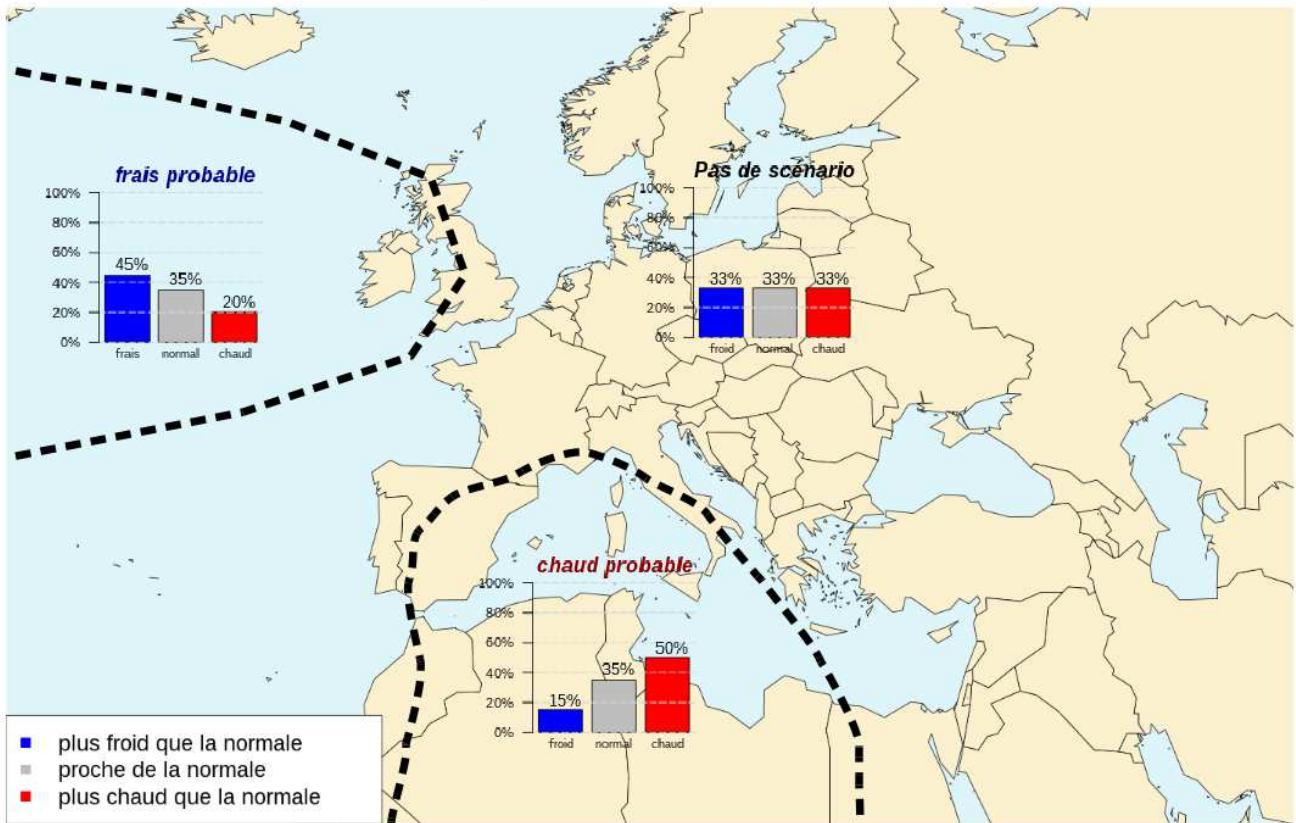 frais probable
100%
80%
60%
40%
20%
0%
45%
35%
20%
frais normal chaud
Pas de scénario
100%
80%
60%
40%
20%
0%
33% 33% 33%
froid normal chaud
chaud probable
100%
80%
60%
40%
20%
0%
15%
35%
50%
froid normal chaud
plus froid que la normale
proche de la normale
plus chaud que la normale